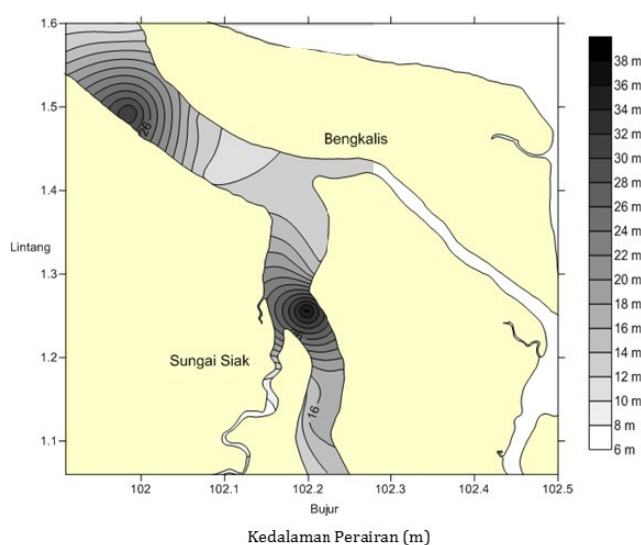 1.6
1.5
1.4
Lintang
1.3
1.2
1.1
Bengkalis
Sungai Siak
26
16
102
102.1
102.2
102.3
102.4
102.5
Bujur
38 m
36 m
34 m
32 m
30 m
28 m
26 m
24 m
22 m
20 m
18 m
16 m
14 m
12 m
10 m
8 m
6 m
Kedalaman Perairan (m)